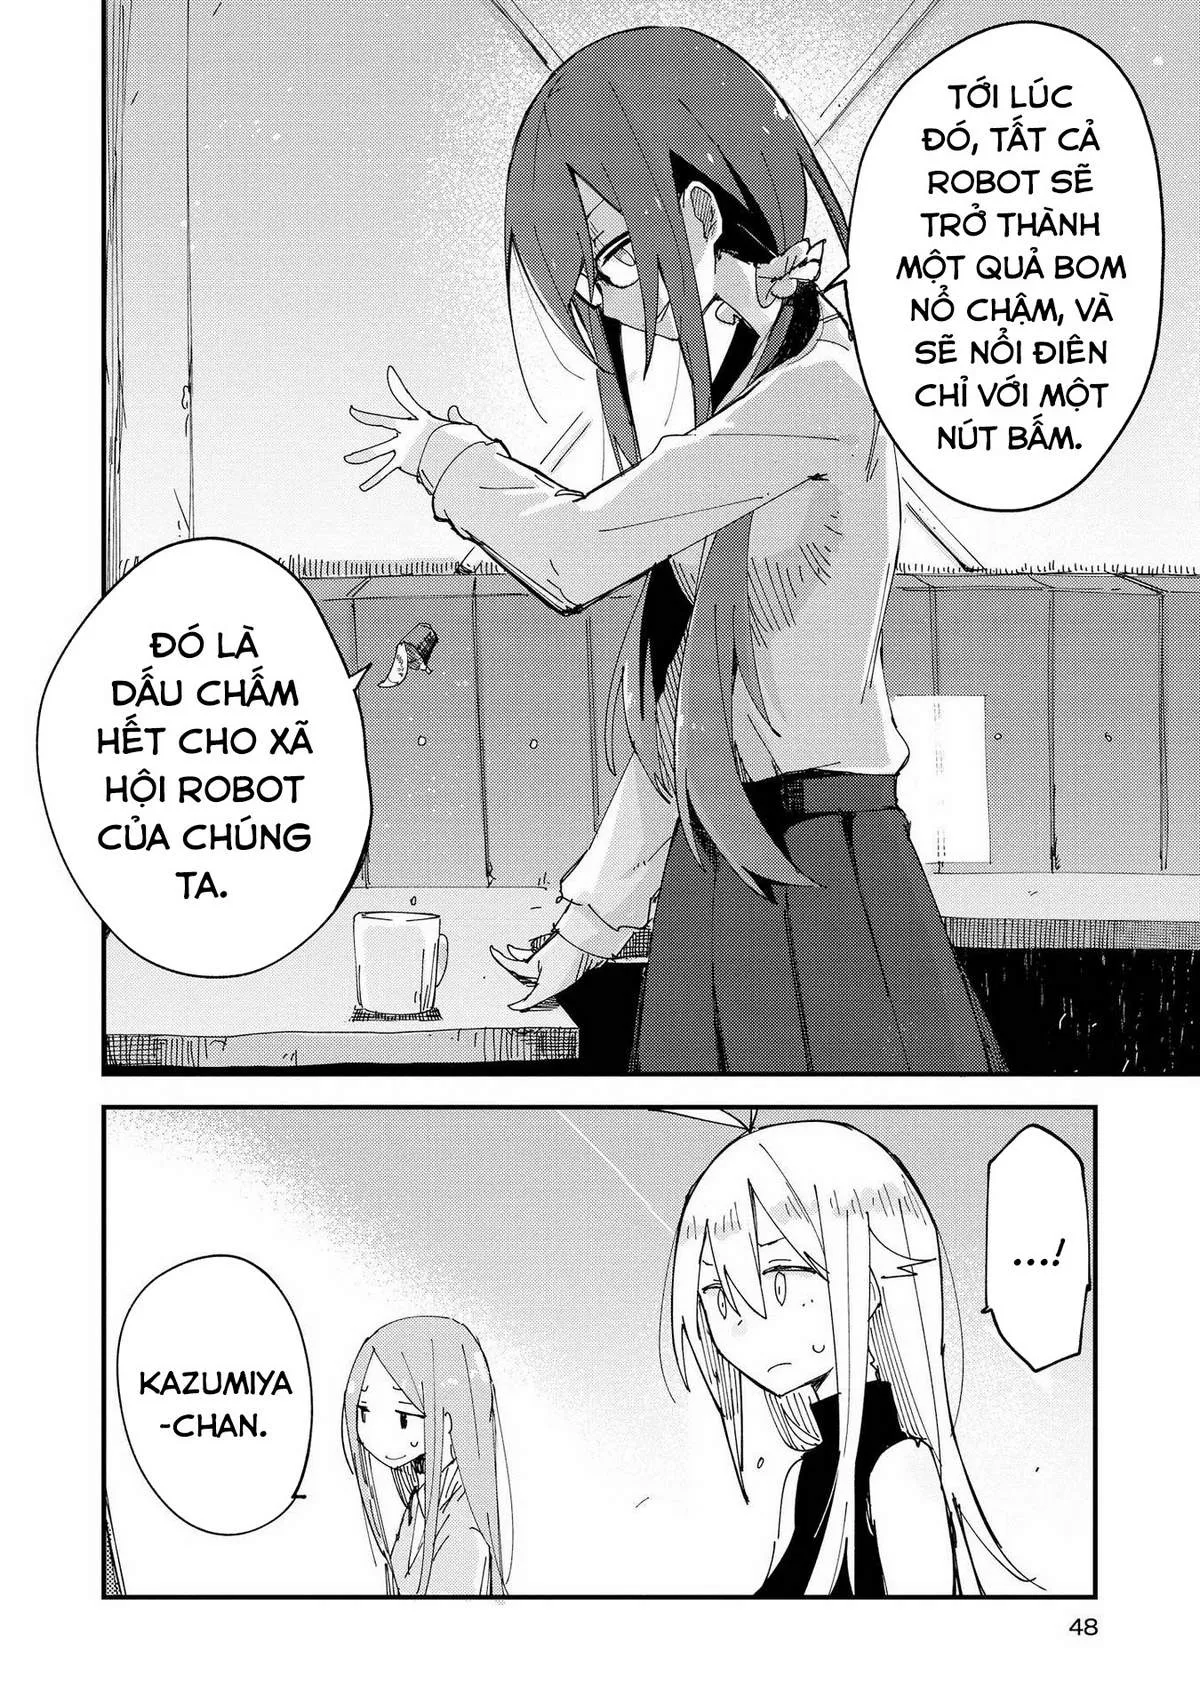 TỚI LÚC
ĐÓ, TẤT CẢ
ROBOT SẼ
TRỞ THÀNH
MỘT QUẢ BOM
NỔ CHẬM, VÀ
SẼ NỔI ĐIÊN
CHỈ VỚI MỘT
NÚT BẤM.
ĐÓ LÀ
DẤU CHẤM
HẾT CHO XÃ
HỘI ROBOT
CỦA CHÚNG
TA.
...!
KAZUMIYA
-CHAN.
48